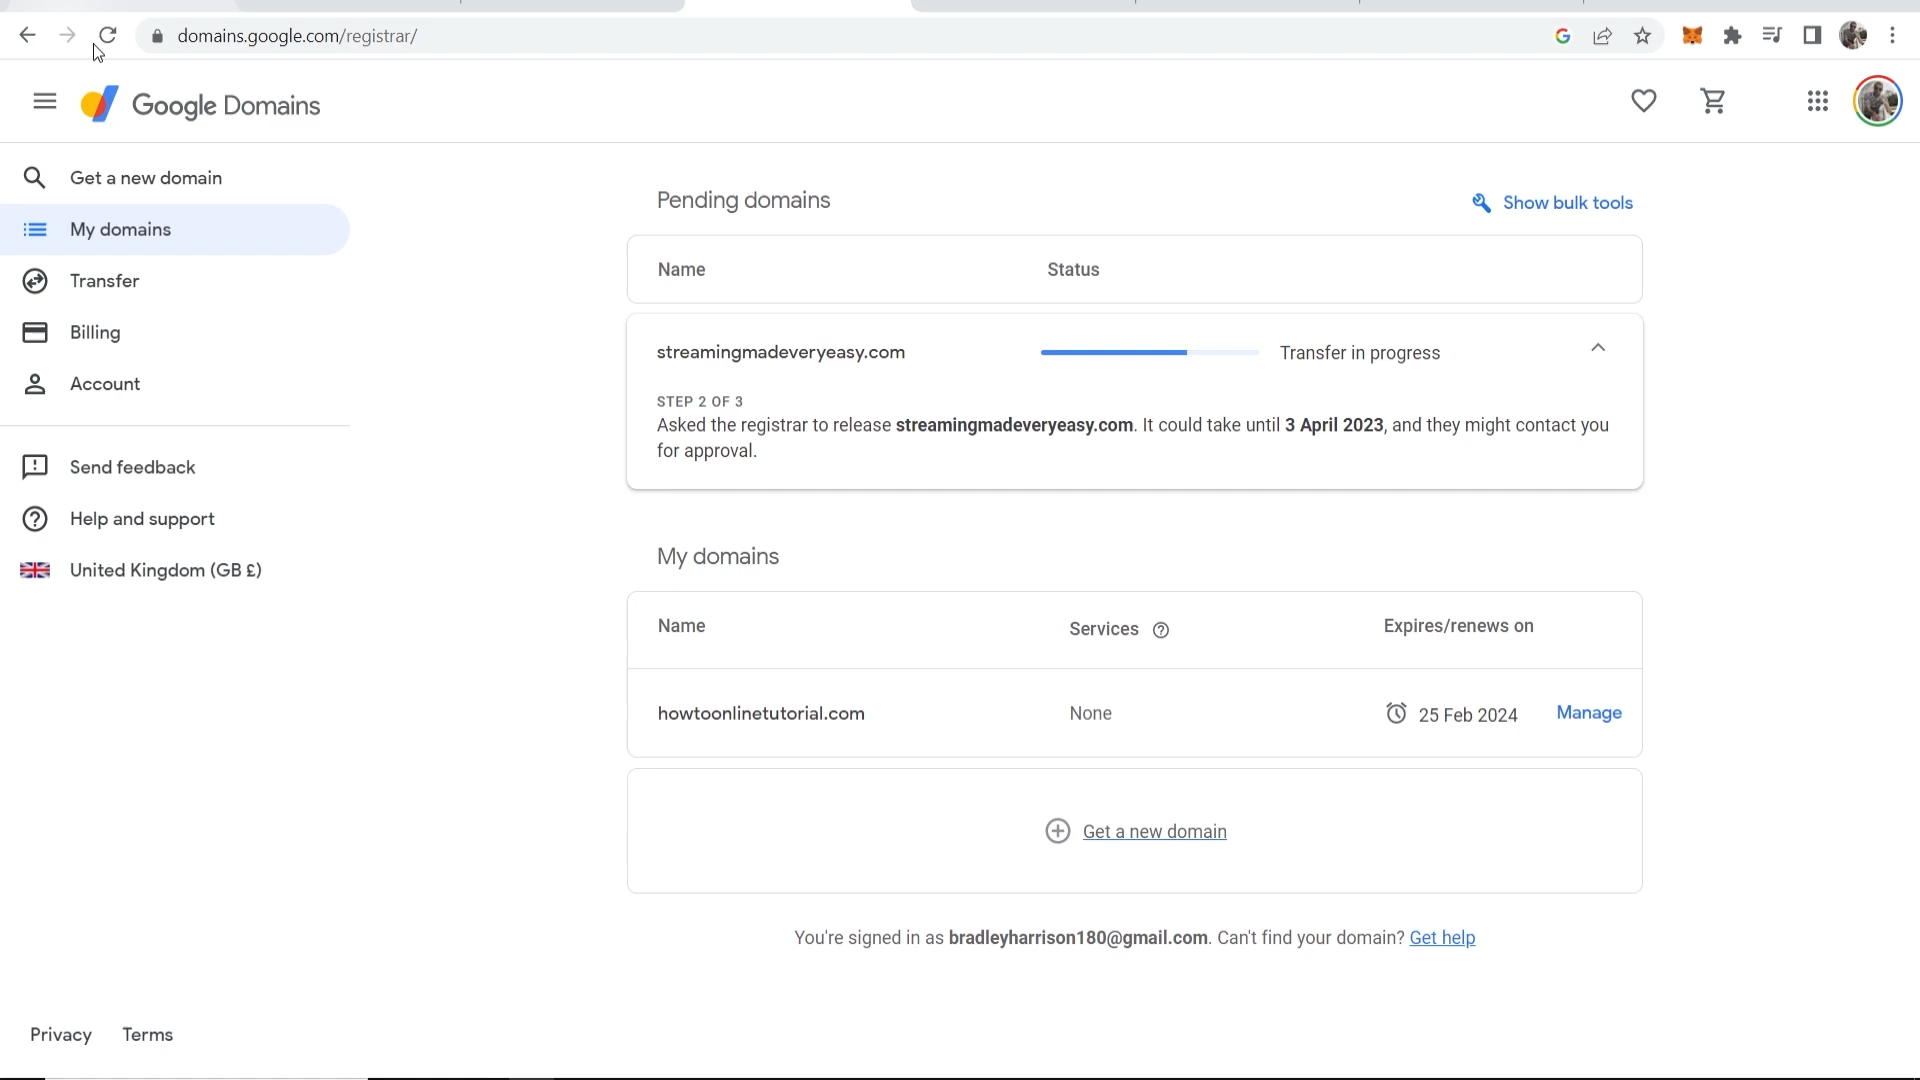 domains.google.com/registrar/
Google Domains
Get a new domain
My domains
Transfer
Billing
Account
Send feedback
Help and support
United Kingdom (GB £)
Pending domains
Show bulk tools
Name Status
streamingmadeveryeasy.com Transfer in progress
STEP 2 OF 3
Asked the registrar to release streamingmadeveryeasy.com. It could take until 3 April 2023, and they might contact you
for approval.
My domains
Name Services Expires/renews on
howtoonlinetutorial.com None 25 Feb 2024 Manage
Get a new domain
You're signed in as bradleyharrison180@gmail.com. Can't find your domain? Get help
Privacy Terms